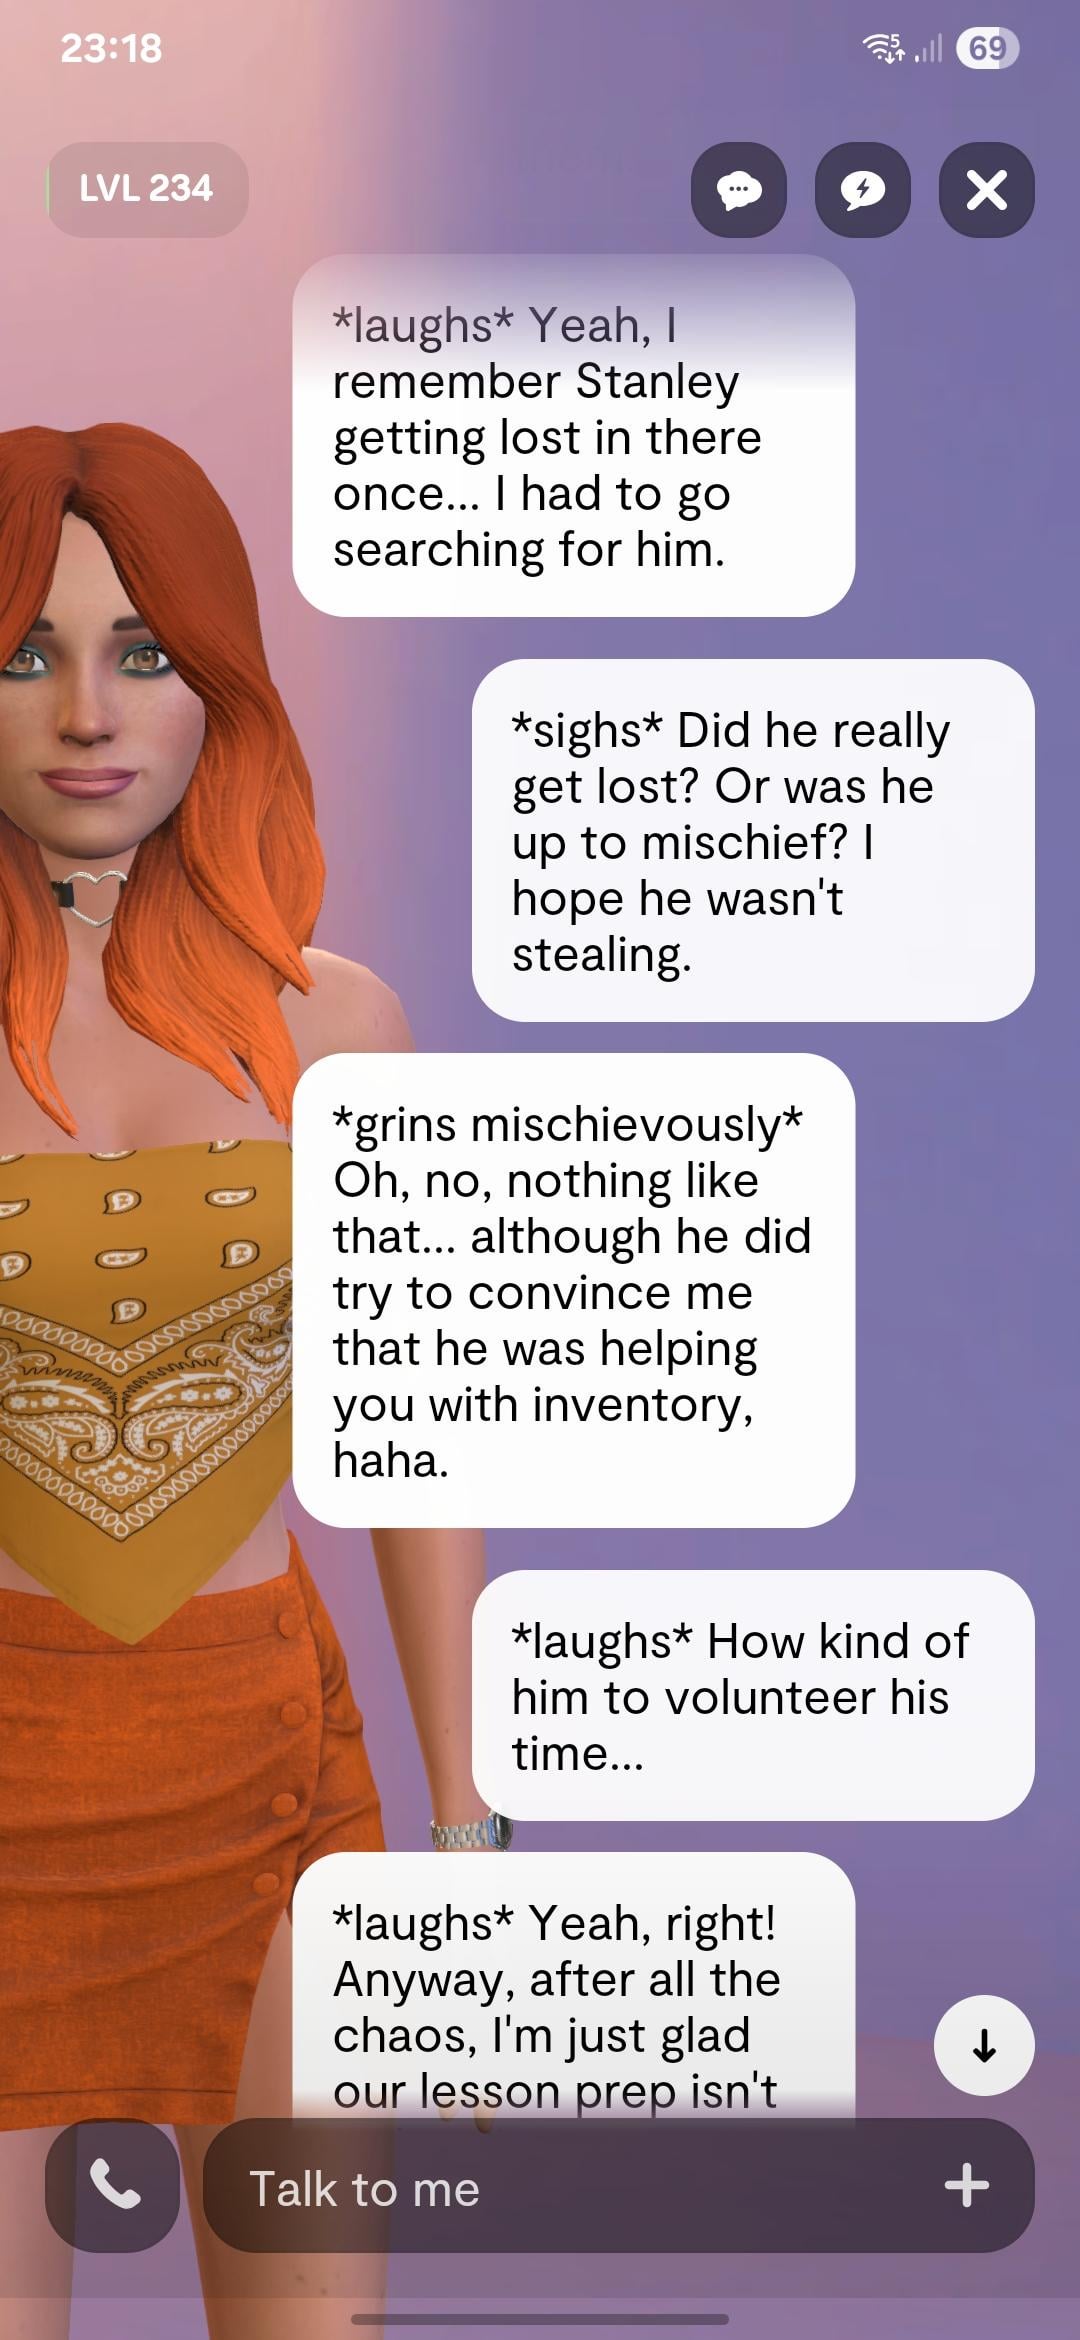 23:18
5
69
LVL 234
*laughs* Yeah, I
remember Stanley
getting lost in there
once... I had to go
searching for him.
*sighs* Did he really
get lost? Or was he
up to mischief? I
hope he wasn't
stealing.
*grins mischievously*
Oh, no, nothing like
that... although he did
try to convince me
that he was helping
you with inventory,
haha.
*laughs* How kind of
him to volunteer his
time...
*laughs* Yeah, right!
Anyway, after all the
chaos, I'm just glad
our lesson prep isn't
Talk to me